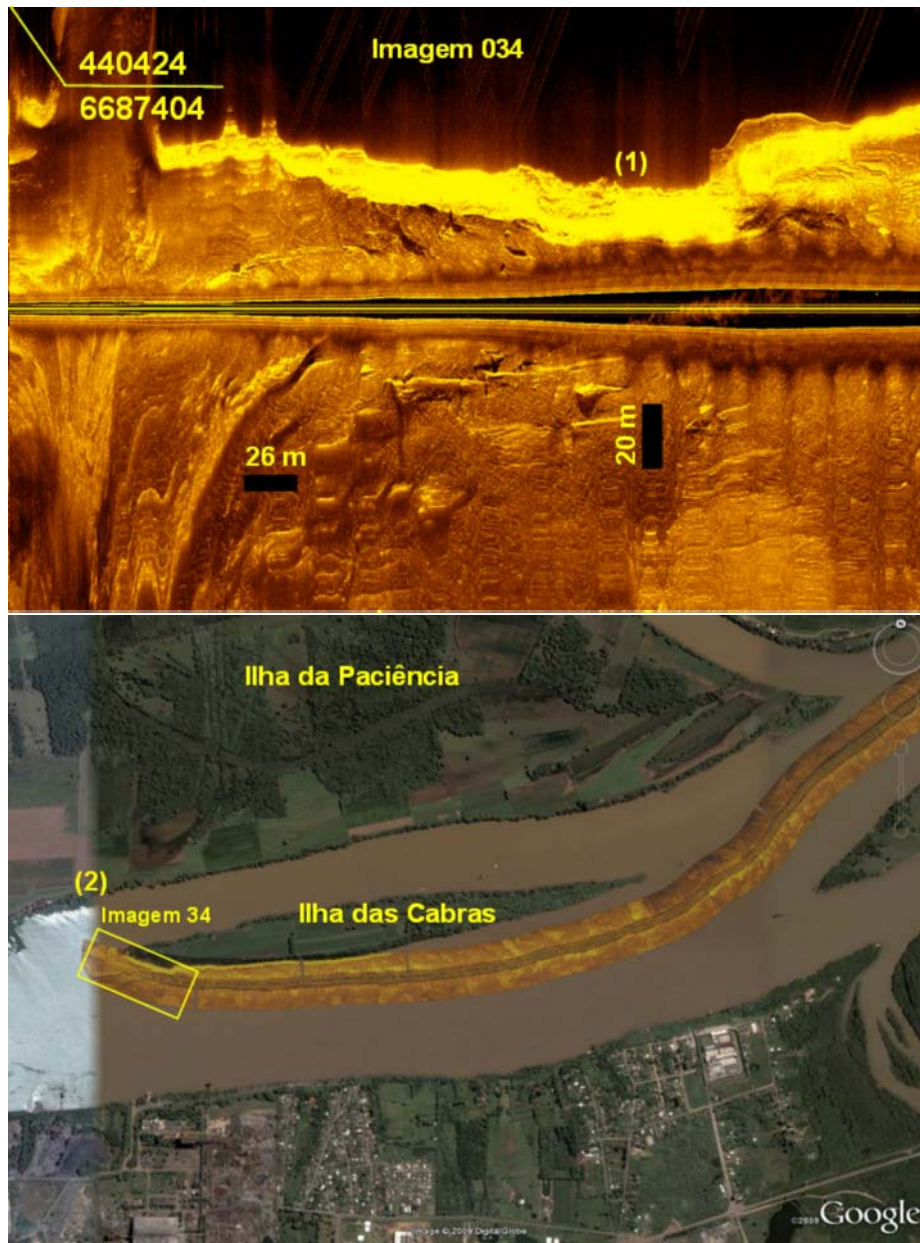 Imagem 034
440424
6687404
(1)
26 m
20 m
Ilha da Paciência
(2)
Imagem 34
Ilha das Cabras
Image © 2009 DigitalGlobe
©2009 Google